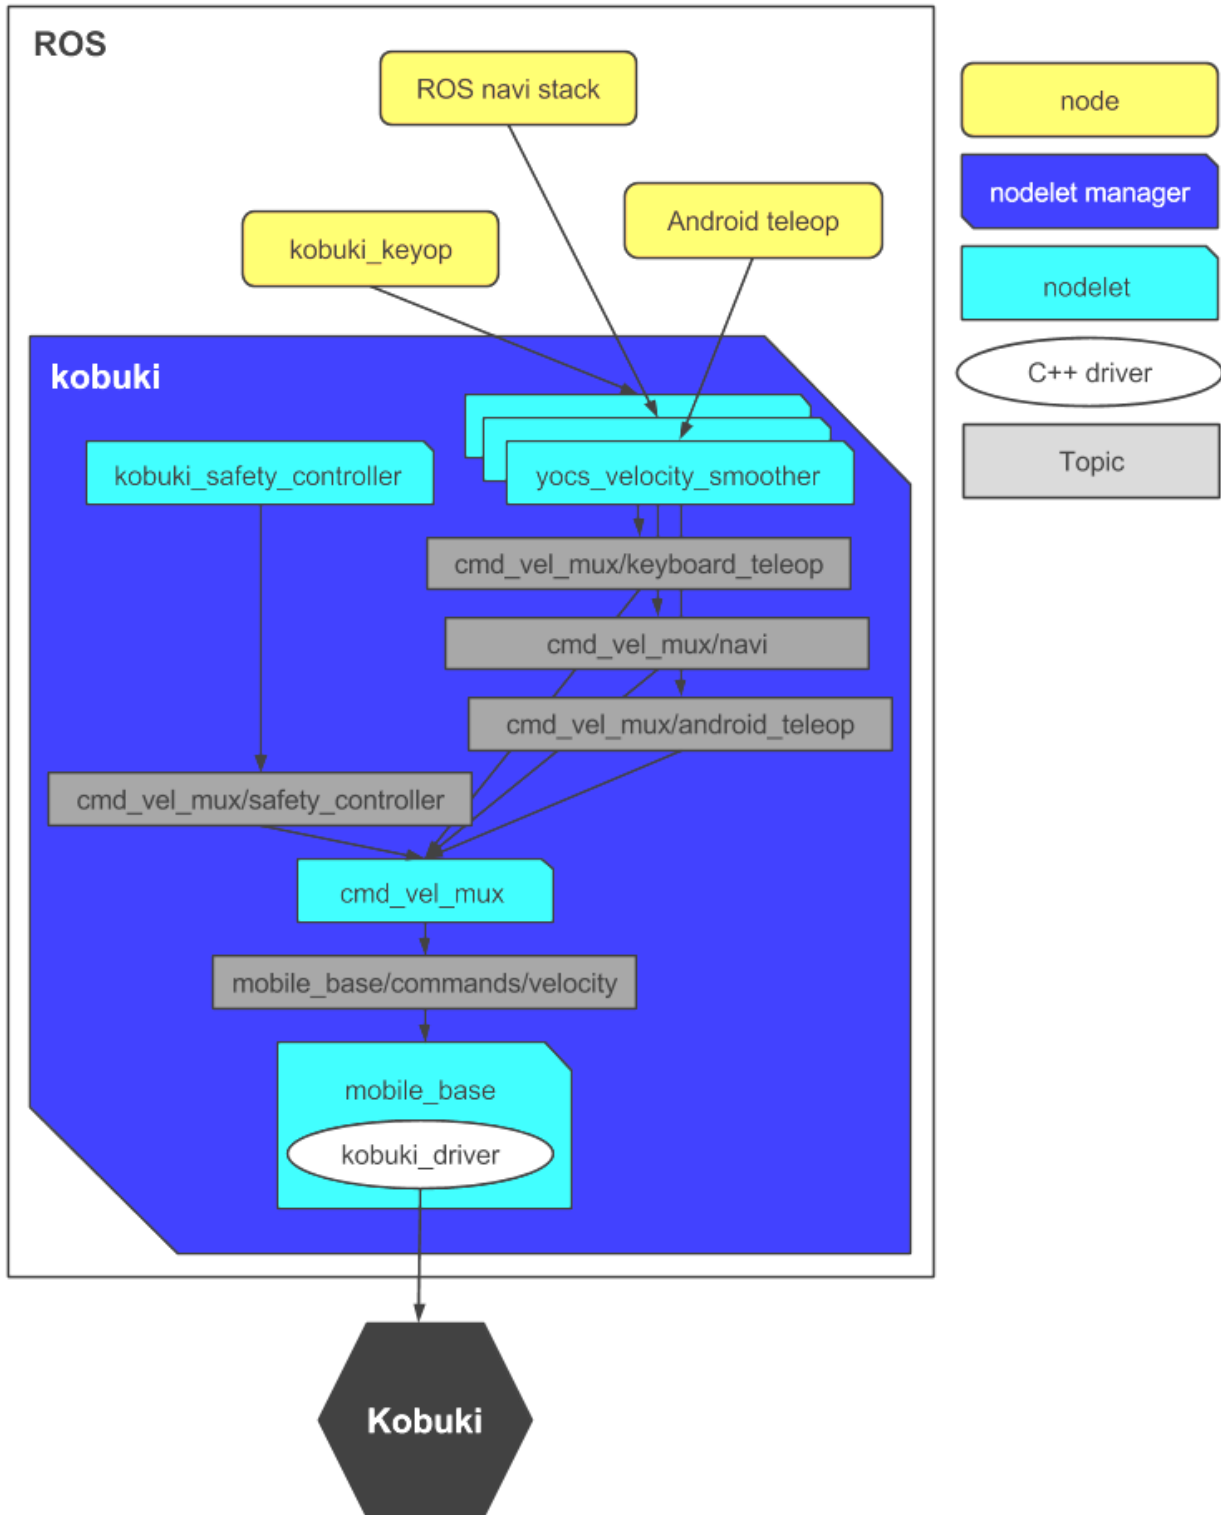 ROS
ROS navi stack
node
nodelet manager
Android teleop
kobuki_keyop
nodelet
kobuki
C++ driver
kobuki_safety_controller
yocs_velocity_smoother
Topic
cmd_vel_mux/keyboard_teleop
cmd_vel_mux/navi
cmd_vel_mux/android_teleop
cmd_vel_mux/safety_controller
cmd_vel_mux
mobile_base/commands/velocity
mobile_base
kobuki_driver
Kobuki